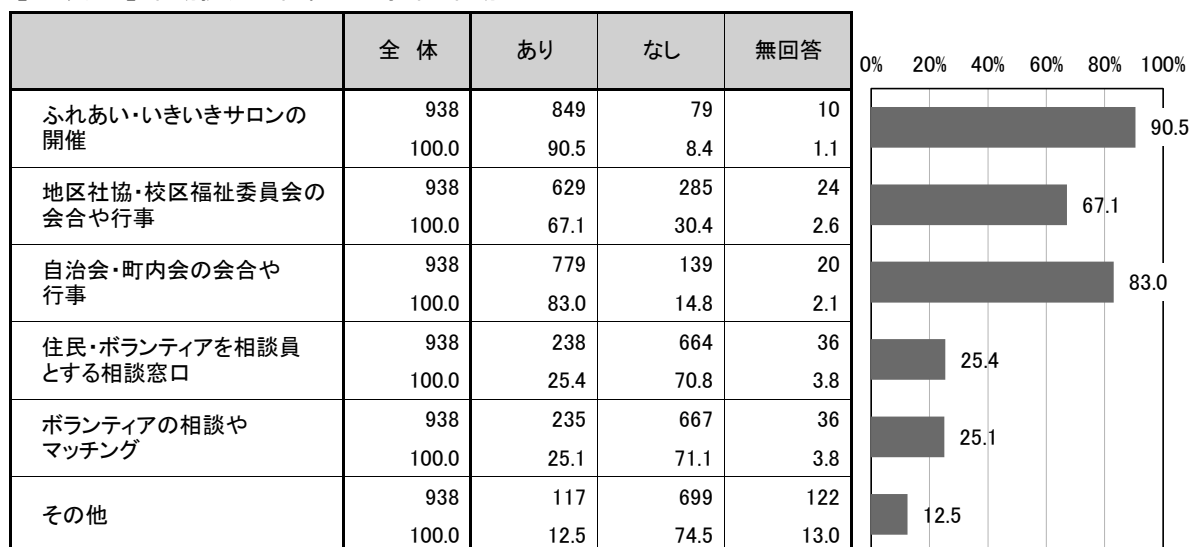 全 体 あり なし 無回答
0% 20% 40% 60% 80% 100%
ふれあい・いきいきサロンの
開催
938 849 79 10
100.0 90.5 8.4 1.1
90.5
地区社協・校区福祉委員会の
会合や行事
938 629 285 24
100.0 67.1 30.4 2.6
67.1
自治会・町内会の会合や
行事
938 779 139 20
100.0 83.0 14.8 2.1
83.0
住民・ボランティアを相談員
とする相談窓口
938 238 664 36
100.0 25.4 70.8 3.8
25.4
ボランティアの相談や
マッチング
938 235 667 36
100.0 25.1 71.1 3.8
25.1
その他
938 117 699 122
100.0 12.5 74.5 13.0
12.5